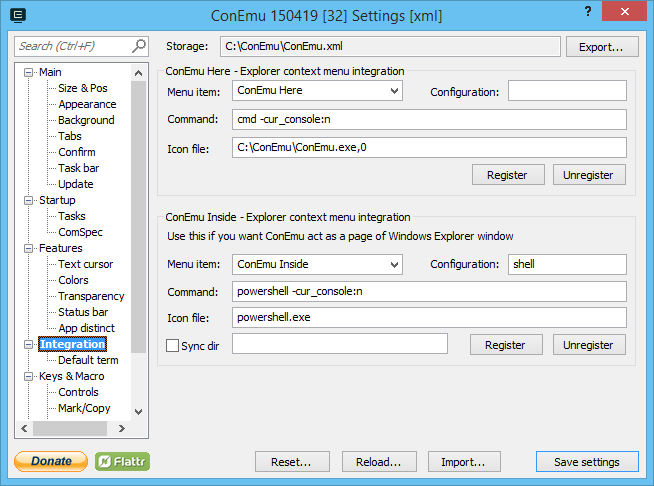 ConEmu 150419 [32] Settings [xml]
?
Search (Ctrl+F)
Storage:
C:\ConEmu\ConEmu.xml
Export...
Main
Size & Pos
Appearance
Background
Tabs
Confirm
Task bar
Update
Startup
Tasks
ComSpec
Features
Text cursor
Colors
Transparency
Status bar
App distinct
Integration
Default term
Keys & Macro
Controls
Mark/Copy
ConEmu Here - Explorer context menu integration
Menu item:
ConEmu Here
Configuration:
Command:
cmd -cur_console:n
Icon file:
C:\ConEmu\ConEmu.exe,0
Register
Unregister
ConEmu Inside - Explorer context menu integration
Use this if you want ConEmu act as a page of Windows Explorer window
Menu item:
ConEmu Inside
Configuration:
shell
Command:
powershell -cur_console:n
Icon file:
powershell.exe
Sync dir
Register
Unregister
Donate
Flattr
Reset...
Reload...
Import...
Save settings